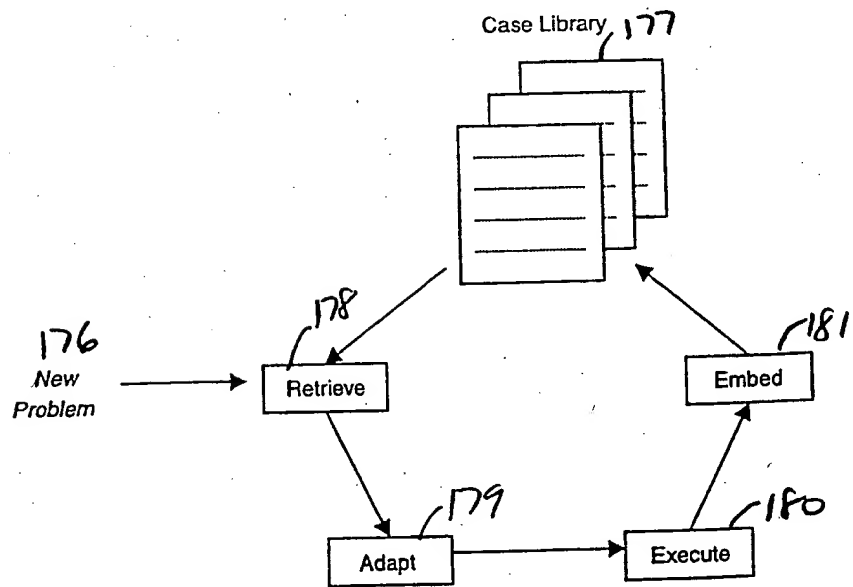 Case Library 177
178
176
New
Problem
Retrieve
181
Embed
179
Adapt
180
Execute